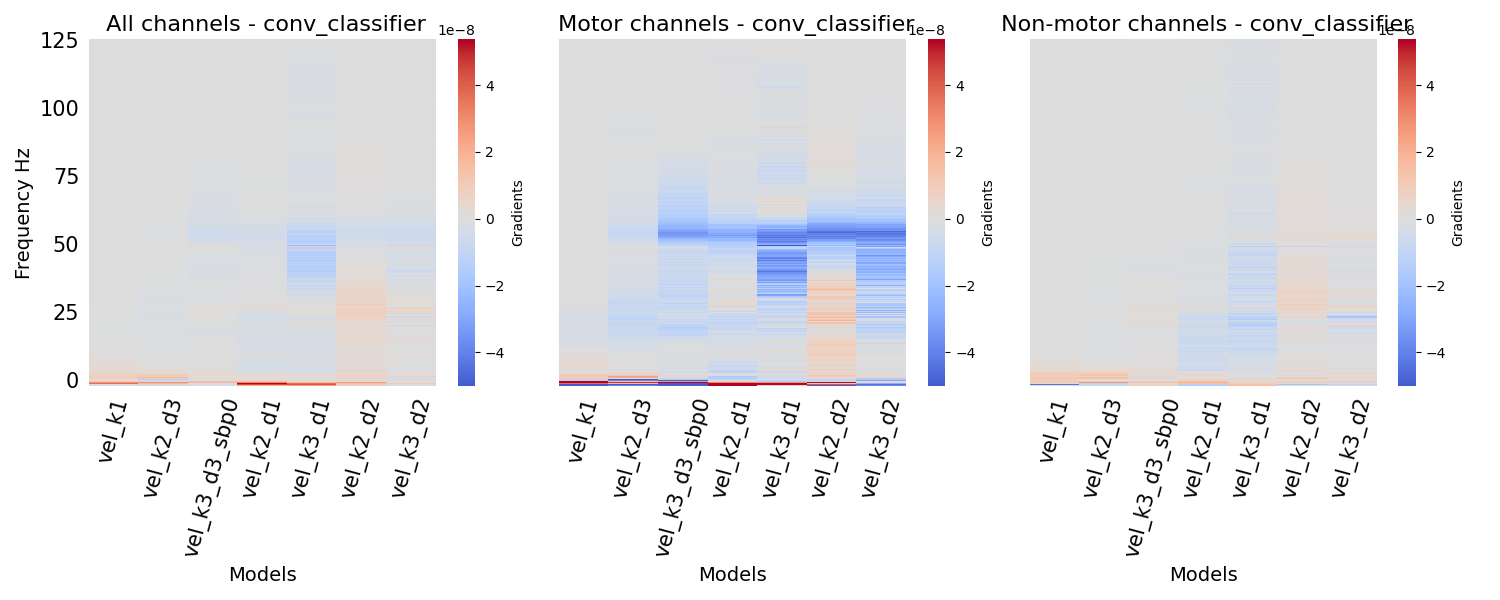 All channels - conv_classifier
1e−8
Frequency Hz
125
100
75
50
25
0
4
2
0
−2
−4
Gradients
vel_k1
vel_k2_d3
vel_k3_d3_sbp0
vel_k2_d1
vel_k3_d1
vel_k2_d2
vel_k3_d2
Models
Motor channels - conv_classifier
1e−8
4
2
0
−2
−4
Gradients
vel_k1
vel_k2_d3
vel_k3_d3_sbp0
vel_k2_d1
vel_k3_d1
vel_k2_d2
vel_k3_d2
Models
Non-motor channels - conv_classifier
1e−8
4
2
0
−2
−4
Gradients
vel_k1
vel_k2_d3
vel_k3_d3_sbp0
vel_k2_d1
vel_k3_d1
vel_k2_d2
vel_k3_d2
Models